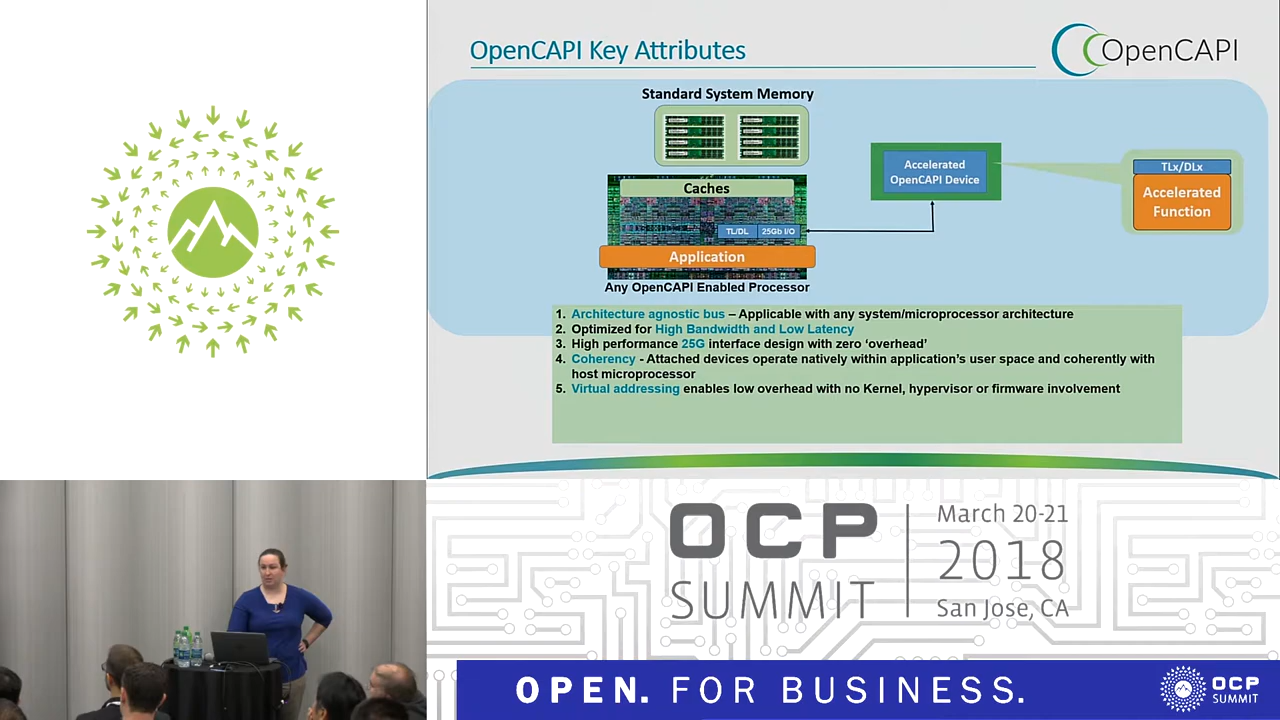 OpenCAPI Key Attributes
OpenCAPI
Standard System Memory
Caches
TL/DL
25Gb I/O
Application
Any OpenCAPI Enabled Processor
Accelerated
OpenCAPI Device
TLx/DLx
Accelerated
Function
1. Architecture agnostic bus – Applicable with any system/microprocessor architecture
2. Optimized for High Bandwidth and Low Latency
3. High performance 25G interface design with zero ‘overhead’
4. Coherency - Attached devices operate natively within application’s user space and coherently with
host microprocessor
5. Virtual addressing enables low overhead with no Kernel, hypervisor or firmware involvement
OCP
SUMMIT
March 20-21
2018
San Jose, CA
OPEN. FOR BUSINESS.
OCP
SUMMIT